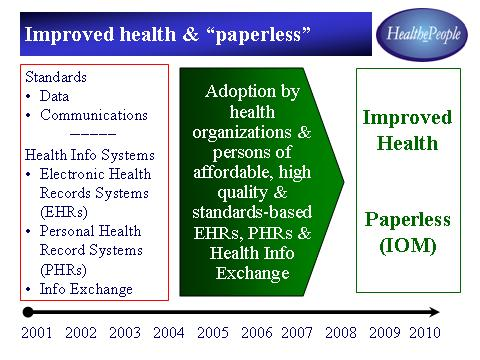 Improved health & “paperless”
HealthePeople
Standards
• Data
• Communications
–––––
Health Info Systems
• Electronic Health
Records Systems
(EHRs)
• Personal Health
Record Systems
(PHRs)
• Info Exchange
Adoption by
health
organizations &
persons of
affordable, high
quality &
standards-based
EHRs, PHRs &
Health Info
Exchange
Improved
Health
Paperless
(IOM)
2001 2002 2003 2004 2005 2006 2007 2008 2009 2010